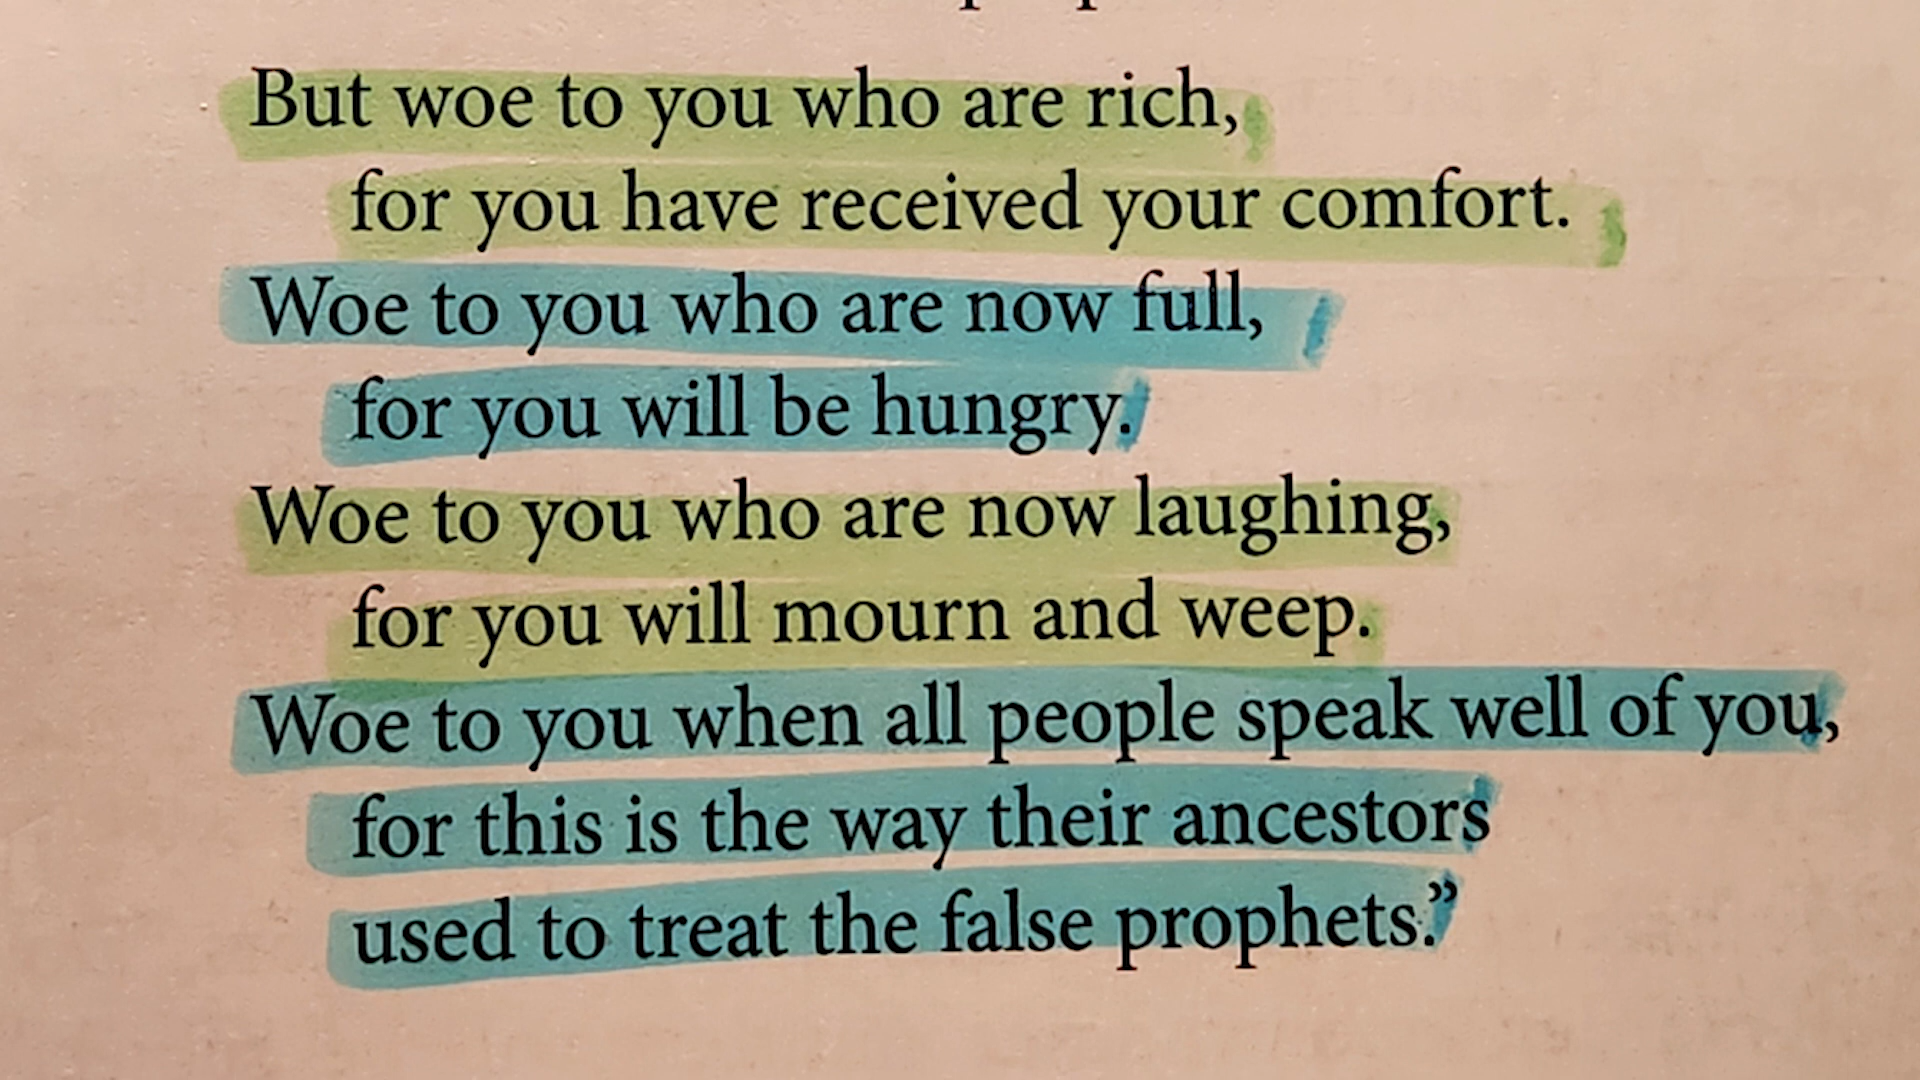 But woe to you who are rich,
for you have received your comfort.
Woe to you who are now full,
for you will be hungry.
Woe to you who are now laughing,
for you will mourn and weep.
Woe to you when all people speak well of you,
for this is the way their ancestors
used to treat the false prophets.”